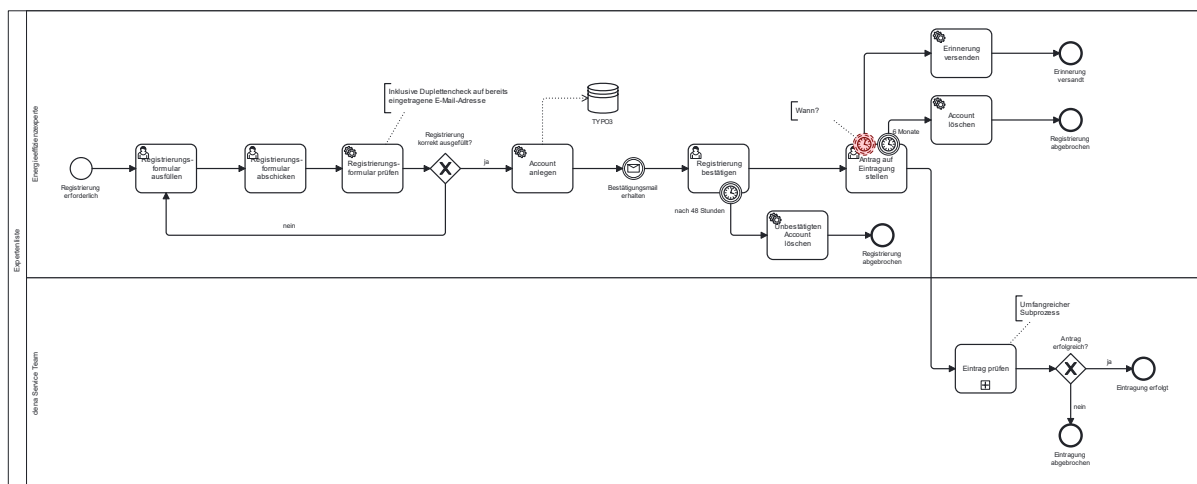 Expertenliste
Energieeffizienzexperte
Registrierung
erforderlich
Registrierungs-
formular
ausfüllen
Registrierungs-
formular
abschicken
Inklusive Duplettencheck auf bereits
eingetragene E-Mail-Adresse
Registrierungs-
formular prüfen
Registrierung
korrekt ausgefüllt?
ja
nein
Account
anlegen
TYPO3
Bestätigungsmail
erhalten
Registrierung
bestätigen
nach 48 Stunden
Unbestätigten
Account
löschen
Registrierung
abgebrochen
Wann?
6 Monate
Antrag auf
Eintragung
stellen
Erinnerung
versenden
Erinnerung
versandt
Account
löschen
Registrierung
abgebrochen
dena Service Team
Umfangreicher
Subprozess
Eintrag prüfen
Antrag
erfolgreich?
ja
Eintragung erfolgt
nein
Eintragung
abgebrochen